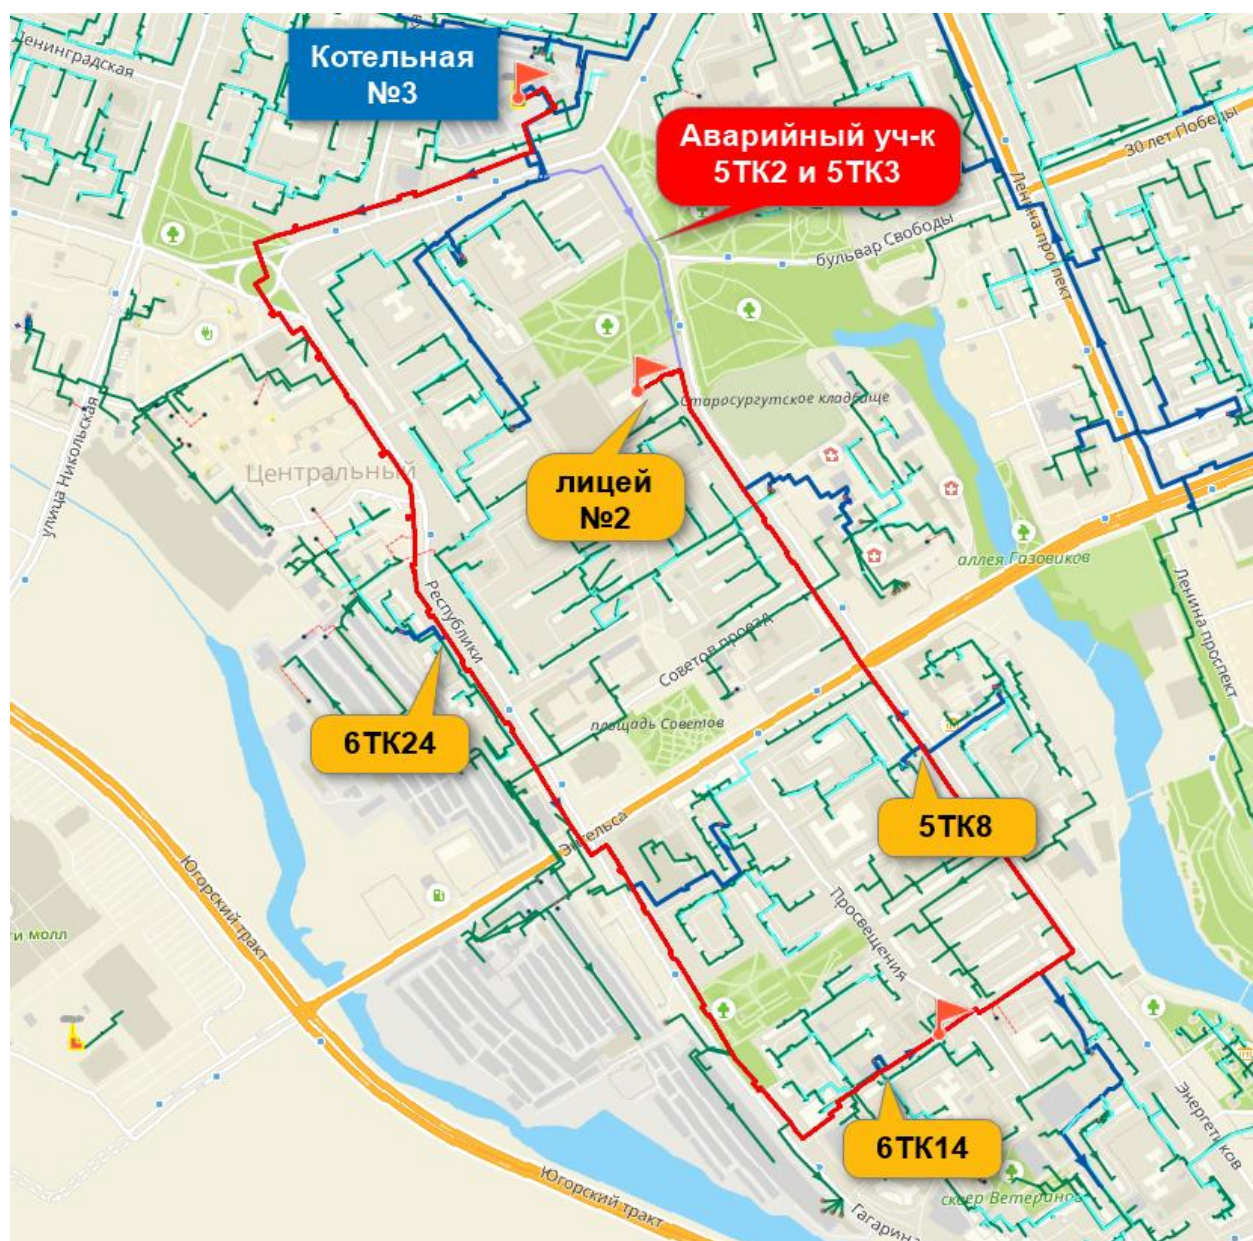 Ленинградская
Котельная
№3
Аварийный уч-к
5ТК2 и 5ТК3
30 лет Победы
Ленина проспект
бульвар Свободы
Старосургутское кладбище
улица Никольская
Центральный
лицей
№2
аллея Газовиков
Республики
Советов проезд
Ленина проспект
площадь Советов
6ТК24
5ТК8
Энгельса
Югорский тракт
ти молл
Просвещения
Энергетиков
6ТК14
Югорский тракт
сквер Ветеранов
Гагарина